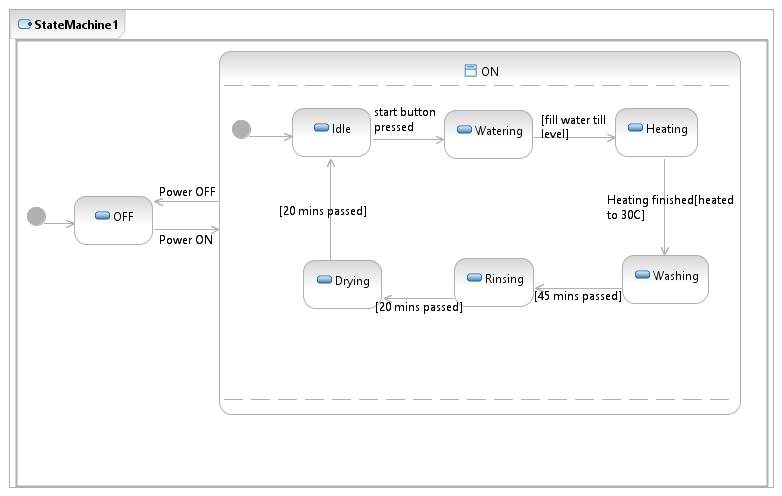 StateMachine1
ON
start button
pressed
Idle
Watering
[fill water till
level]
Heating
Power OFF
OFF
Power ON
[20 mins passed]
Heating finished[heated
to 30C]
Drying
Rinsing
Washing
[20 mins passed]
[45 mins passed]